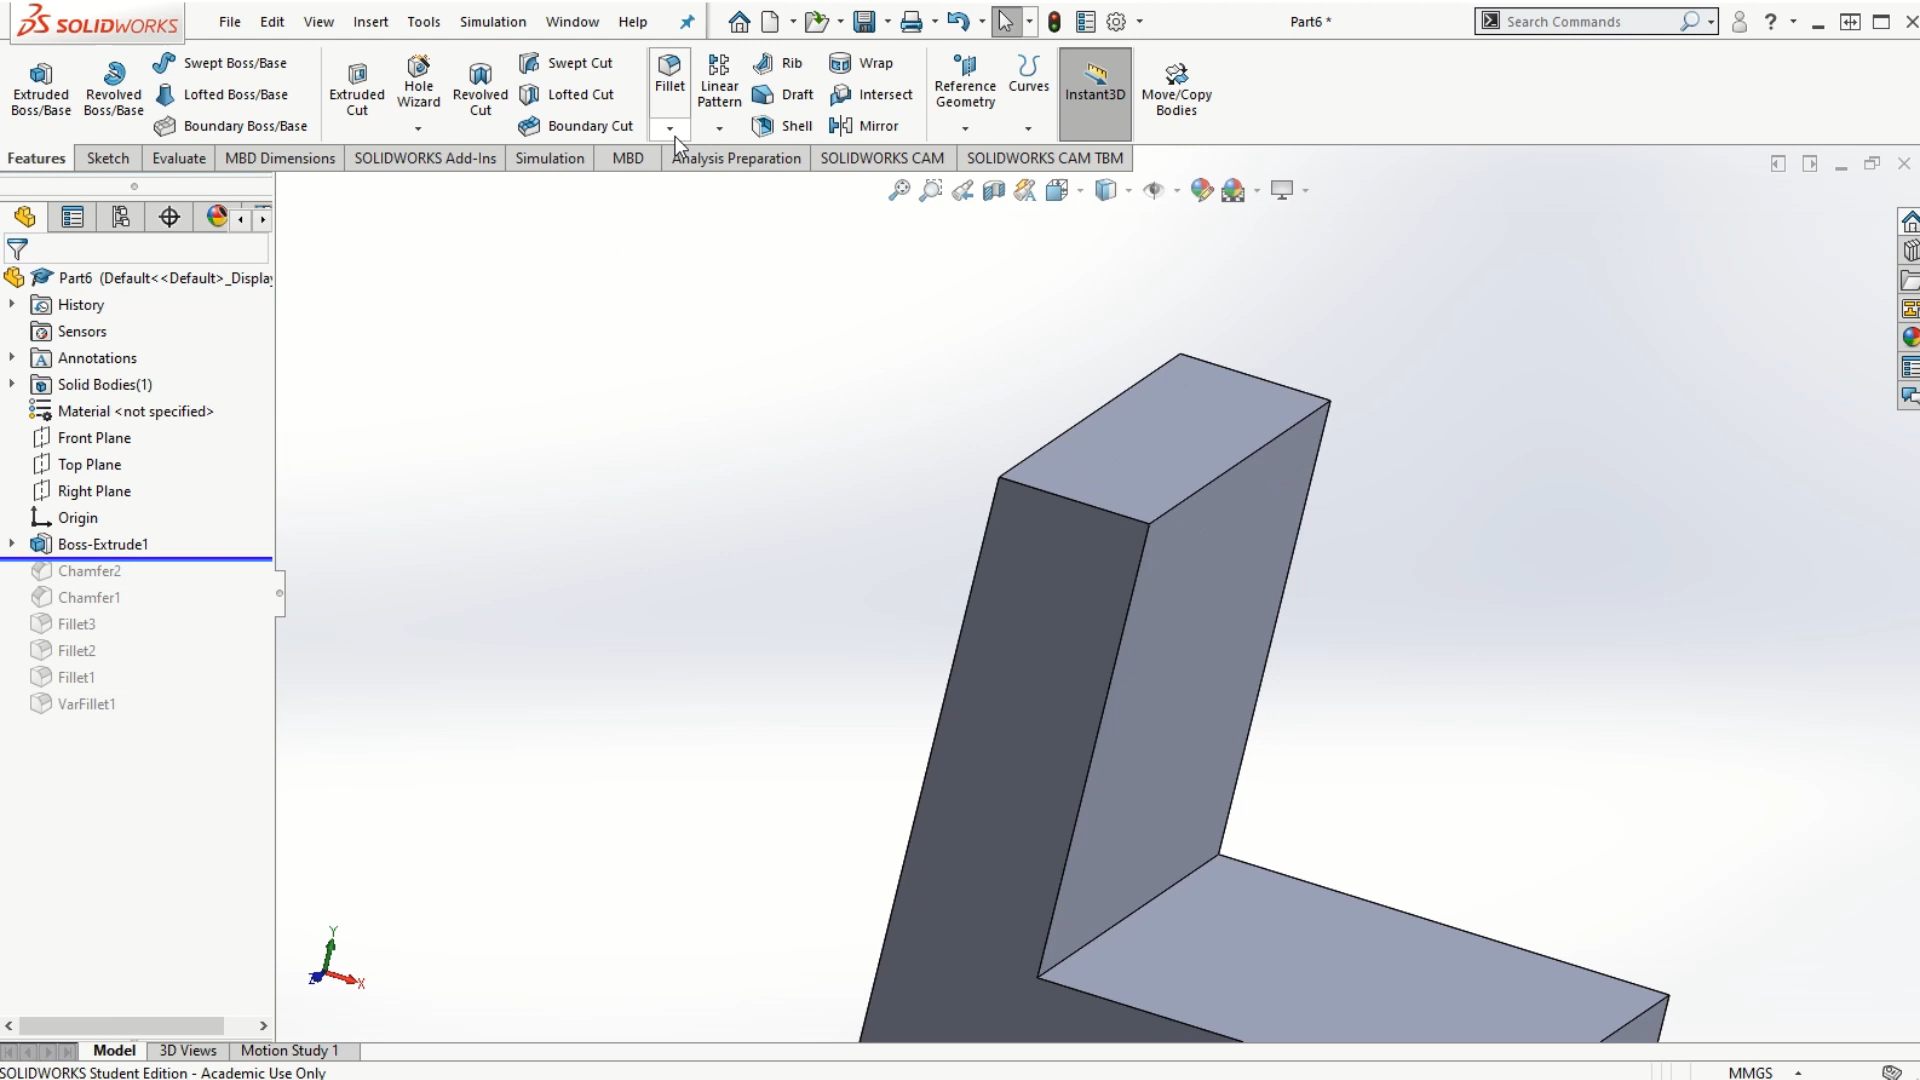 SOLIDWORKS File Edit View Insert Tools Simulation Window Help Part6 * Search Commands ?
Extruded Boss/Base
Revolved Boss/Base
Swept Boss/Base
Lofted Boss/Base
Boundary Boss/Base
Extruded Cut
Hole Wizard
Revolved Cut
Swept Cut
Lofted Cut
Boundary Cut
Fillet
Linear Pattern
Rib
Draft
Shell
Wrap
Intersect
Mirror
Reference Geometry
Curves
Instant3D
Move/Copy Bodies
Features Sketch Evaluate MBD Dimensions SOLIDWORKS Add-Ins Simulation MBD Analysis Preparation SOLIDWORKS CAM SOLIDWORKS CAM TBM
Part6 (Default<<Default>_Display
History
Sensors
Annotations
Solid Bodies(1)
Material <not specified>
Front Plane
Top Plane
Right Plane
Origin
Boss-Extrude1
Chamfer2
Chamfer1
Fillet3
Fillet2
Fillet1
VarFillet1
Y
Z X
Model 3D Views Motion Study 1
SOLIDWORKS Student Edition - Academic Use Only MMGS